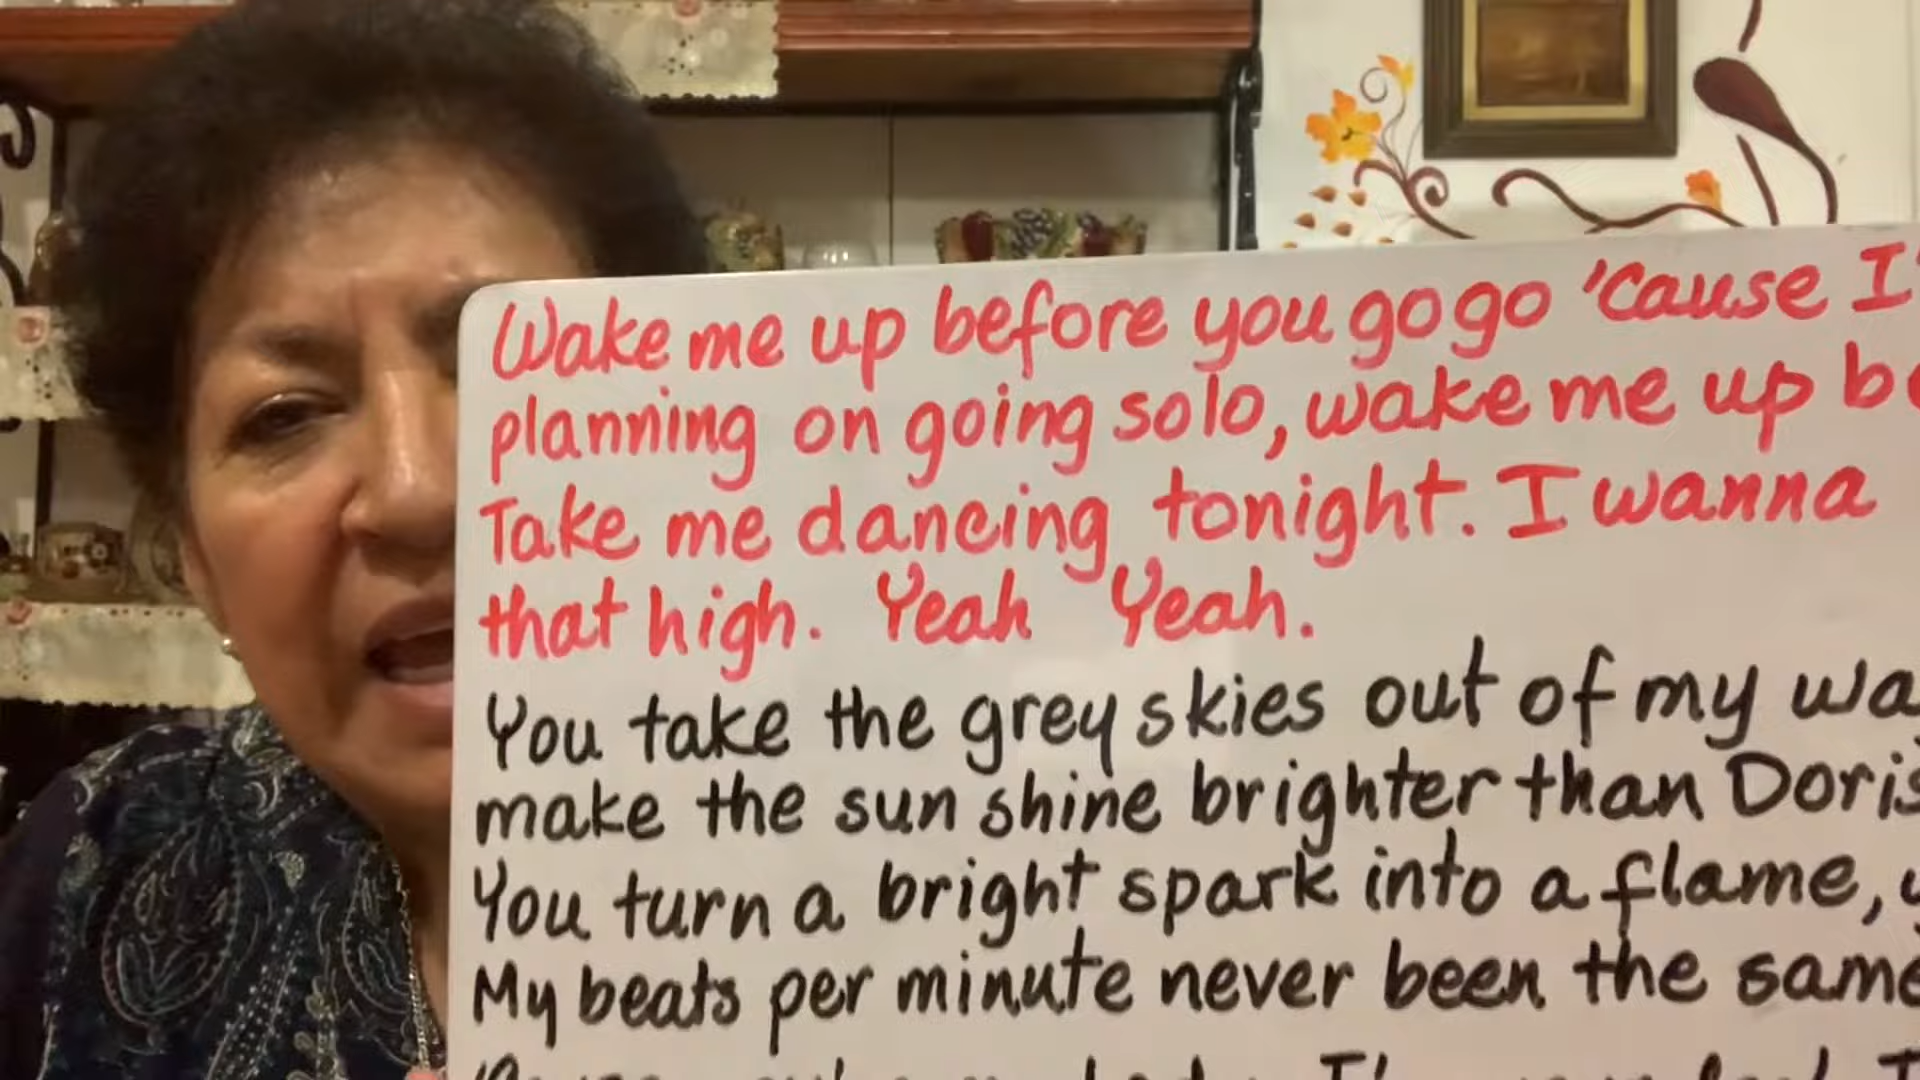 Wake me up before you go go 'cause I'
planning on going solo, wake me up be
Take me dancing tonight. I wanna
that high. Yeah Yeah.
You take the grey skies out of my wa
make the sun shine brighter than Doris
You turn a bright spark into a flame, y
My beats per minute never been the same